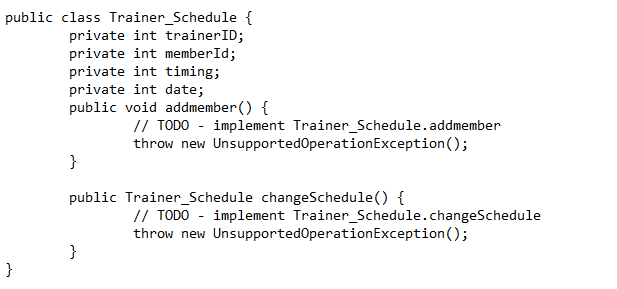 public class Trainer_Schedule {
        private int trainerID;
        private int memberId;
        private int timing;
        private int date;
        public void addmember() {
                // TODO - implement Trainer_Schedule.addmember
                throw new UnsupportedOperationException();
        }

        public Trainer_Schedule changeSchedule() {
                // TODO - implement Trainer_Schedule.changeSchedule
                throw new UnsupportedOperationException();
        }
}